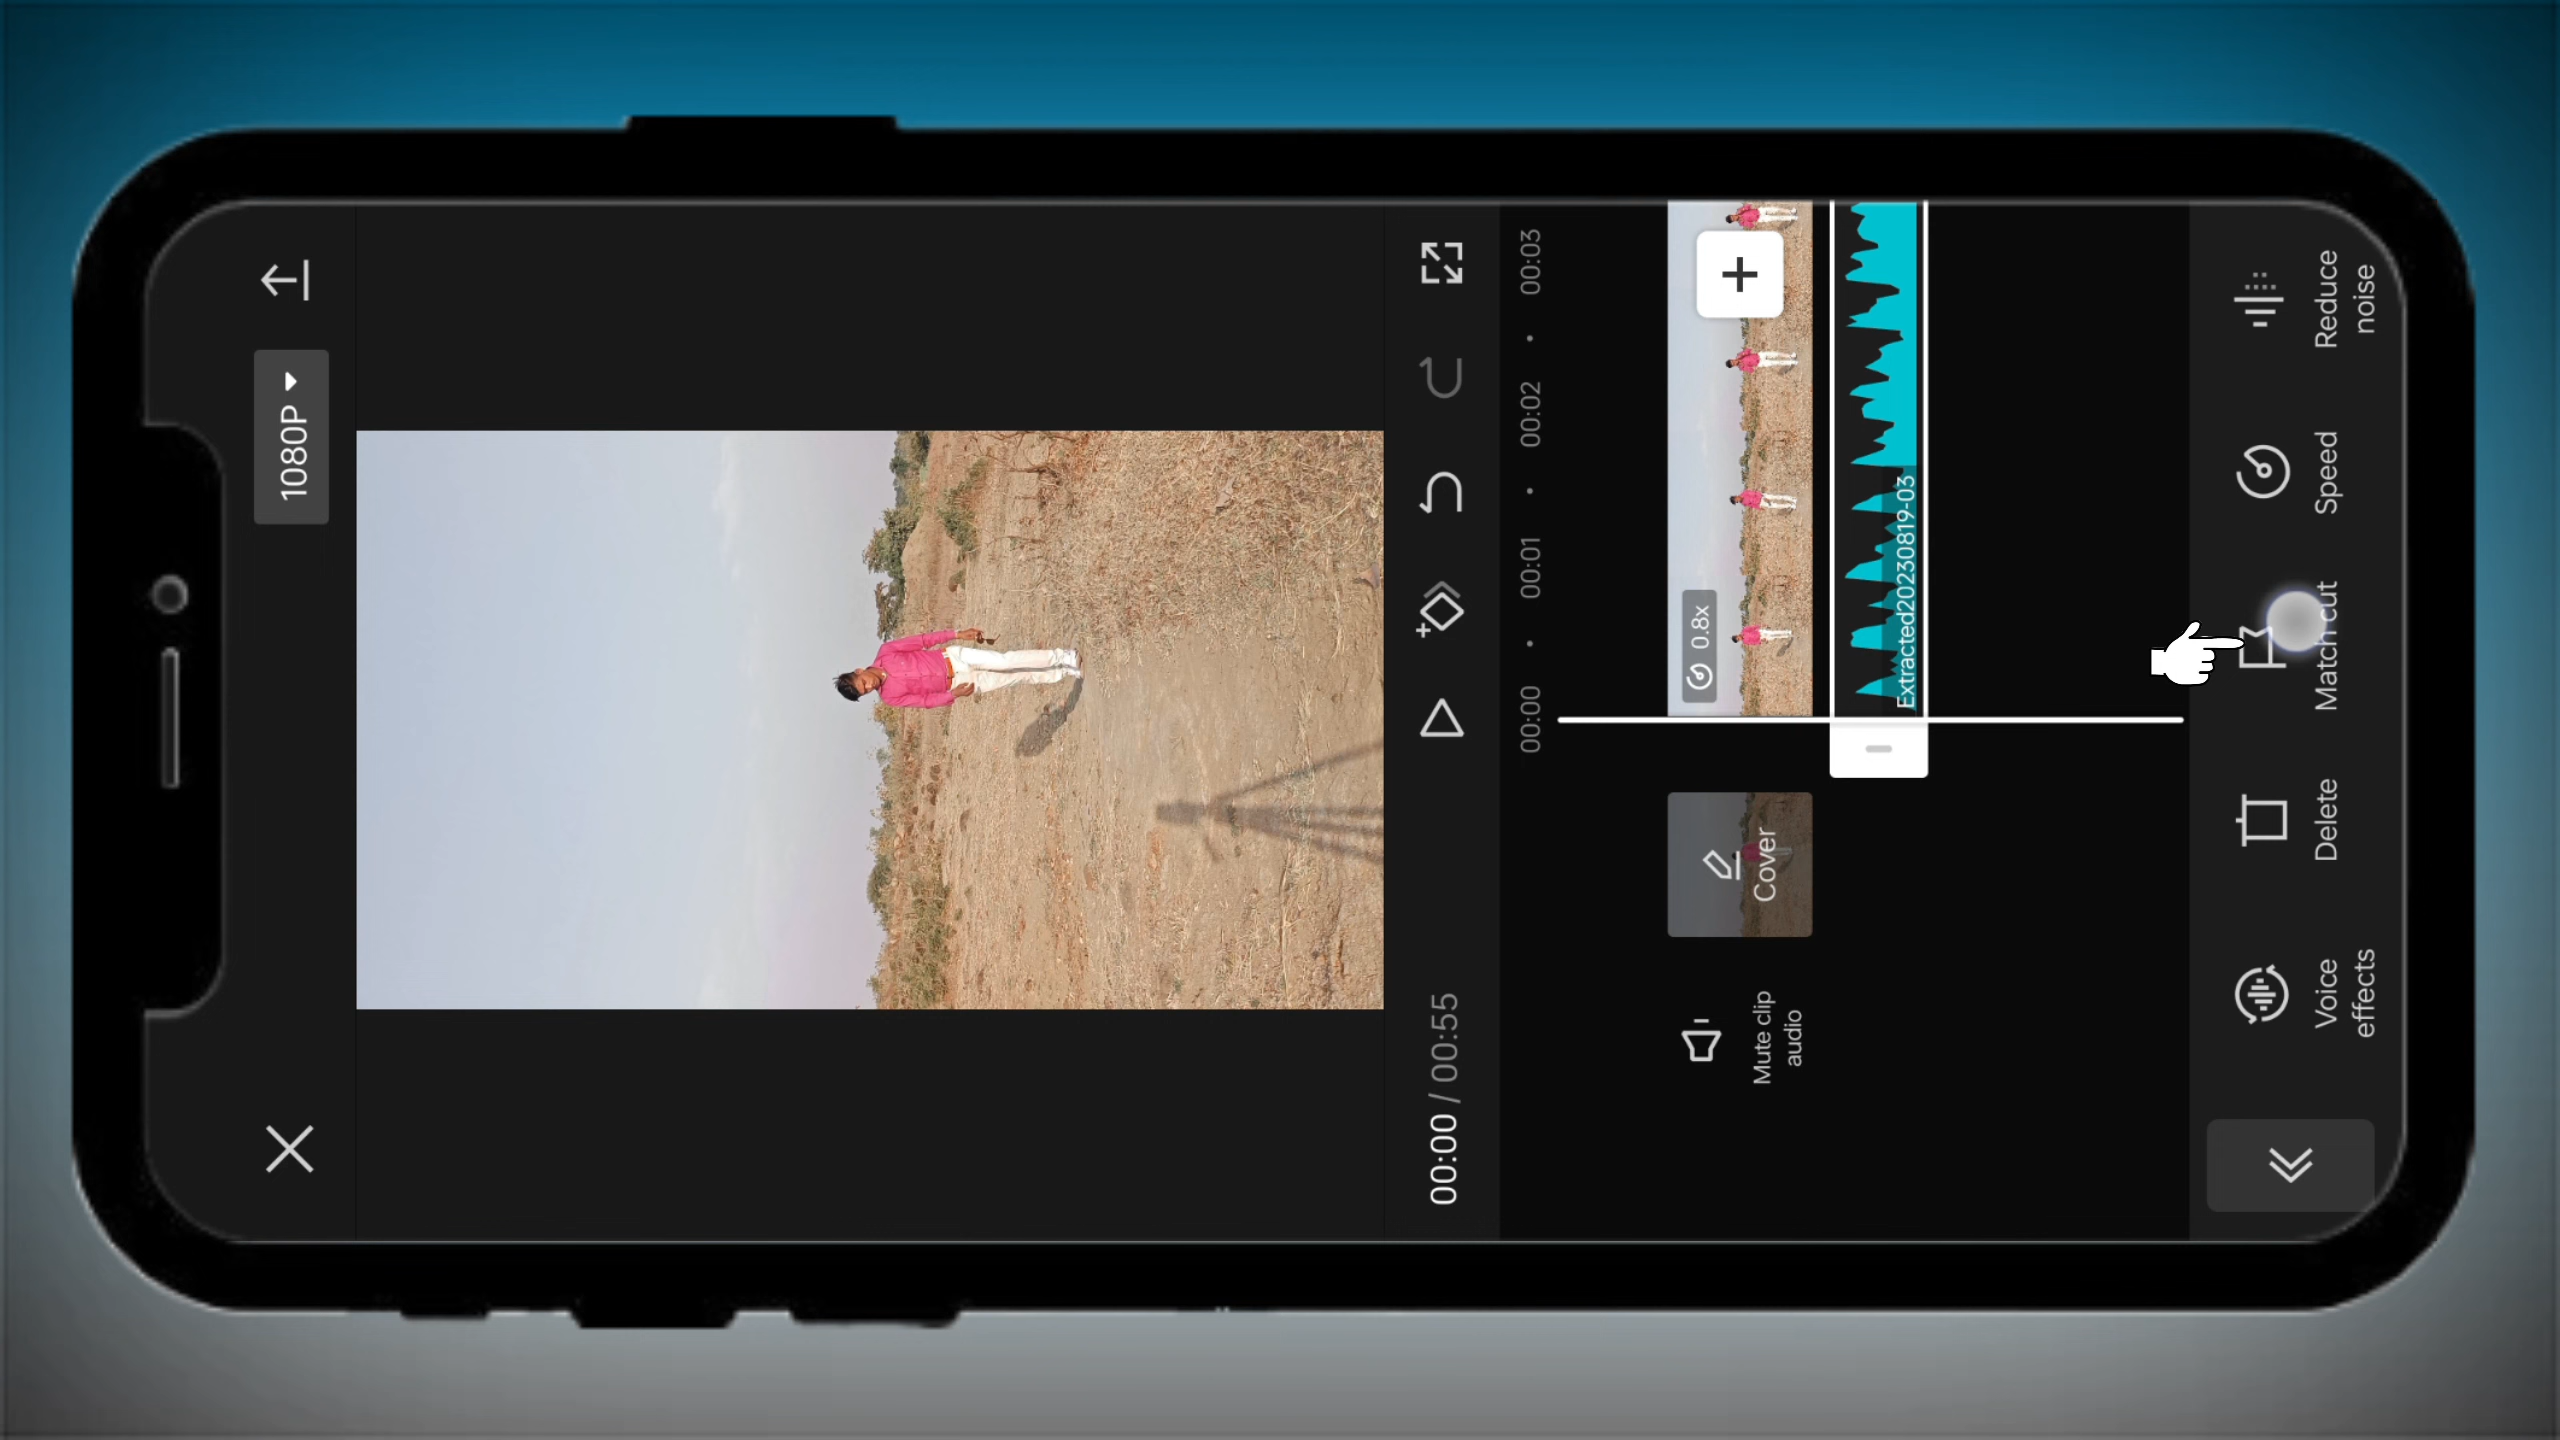 1080P
00:00 / 00:55
00:00
00:01
00:02
00:03
Mute clip
audio
Cover
0.8x
Extracted20230819-03
Voice
effects
Delete
Match cut
Speed
Reduce
noise